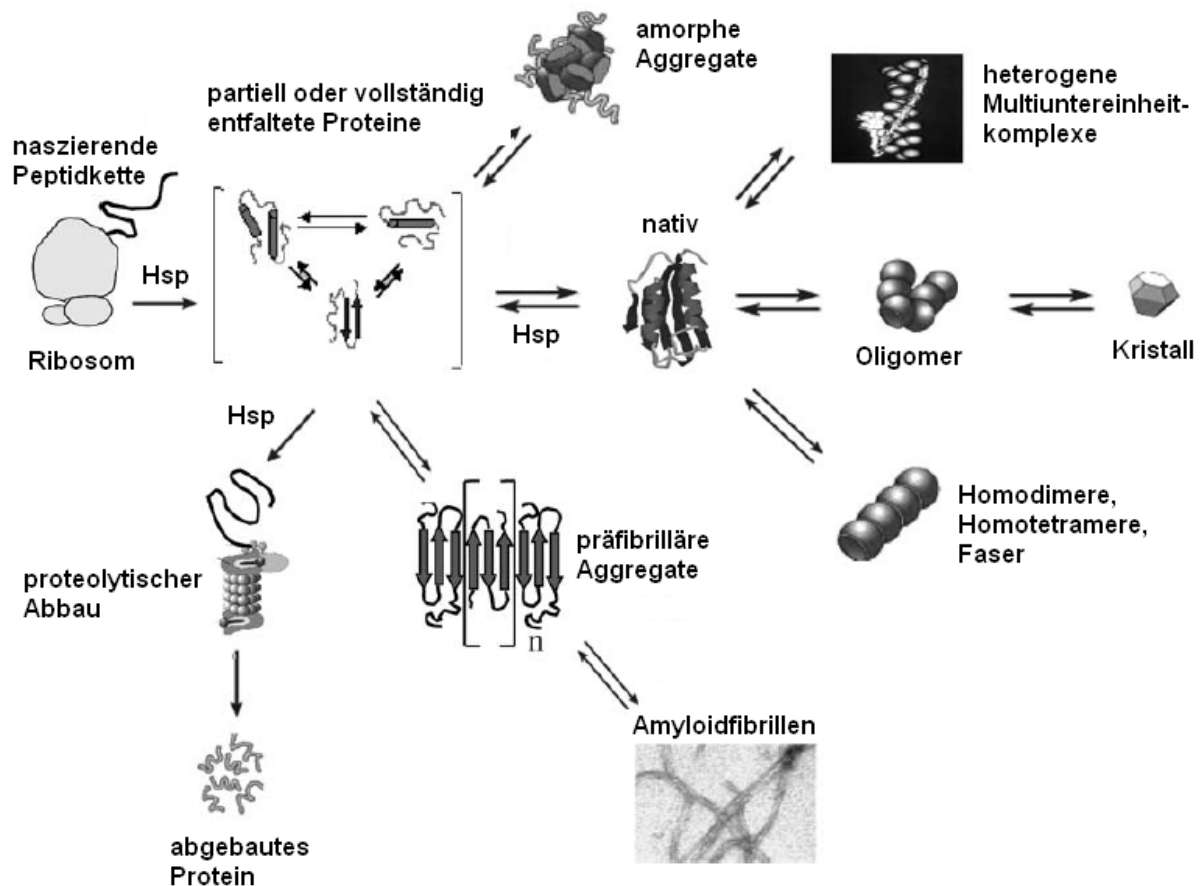 amorphe
Aggregate
heterogene
Multiuntereinheit-
komplexe
partiell oder vollständig
entfaltete Proteine
naszierende
Peptidkette
nativ
Hsp
Hsp
Ribosom
Oligomer
Kristall
Hsp
Homodimere,
Homotetramere,
Faser
präfibrilläre
Aggregate
proteolytischer
Abbau
n
Amyloidfibrillen
abgebautes
Protein